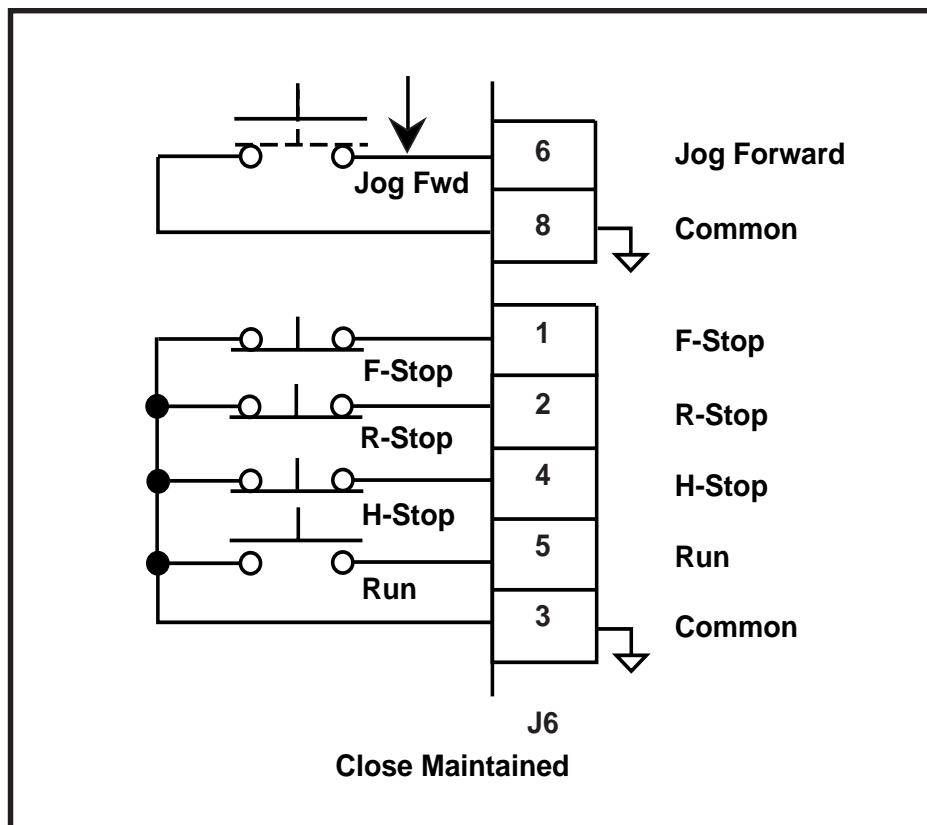 6 Jog Forward
Jog Fwd
8 Common
1 F-Stop
F-Stop
2 R-Stop
R-Stop
4 H-Stop
H-Stop
5 Run
Run
3 Common
J6
Close Maintained